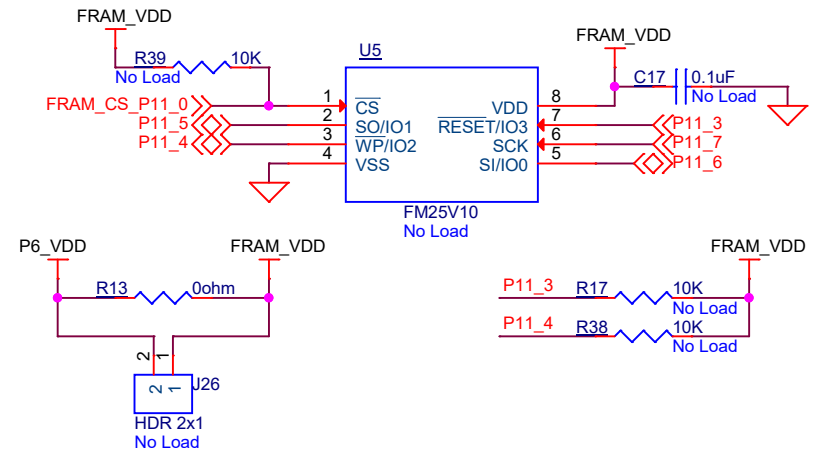 FRAM_VDD
FRAM_VDD
R39 10K
No Load
U5
C17 0.1uF
No Load
FRAM_CS_P11_0 1 CS VDD 8
P11_5 2 SO/IO1 RESET/IO3 7 P11_3
P11_4 3 WP/IO2 SCK 6 P11_7
4 VSS SI/IO0 5 P11_6
FM25V10
No Load
P6_VDD FRAM_VDD FRAM_VDD
R13 0ohm
P11_3 R17 10K
No Load
P11_4 R38 10K
No Load
2 1
2 1 J26
HDR 2x1
No Load